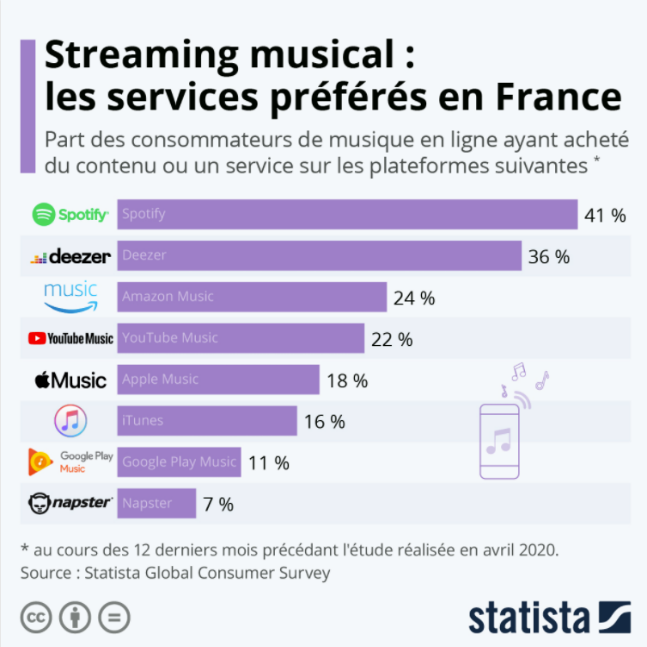 Streaming musical :
les services préférés en France
Part des consommateurs de musique en ligne ayant acheté
du contenu ou un service sur les plateformes suivantes *
Spotify Spotify 41 %
deezer Deezer 36 %
music Amazon Music 24 %
YouTube Music YouTube Music 22 %
Music Apple Music 18 %
iTunes 16 %
Google Play Music Google Play Music 11 %
napster Napster 7 %
* au cours des 12 derniers mois précédant l'étude réalisée en avril 2020.
Source : Statista Global Consumer Survey
cc statista